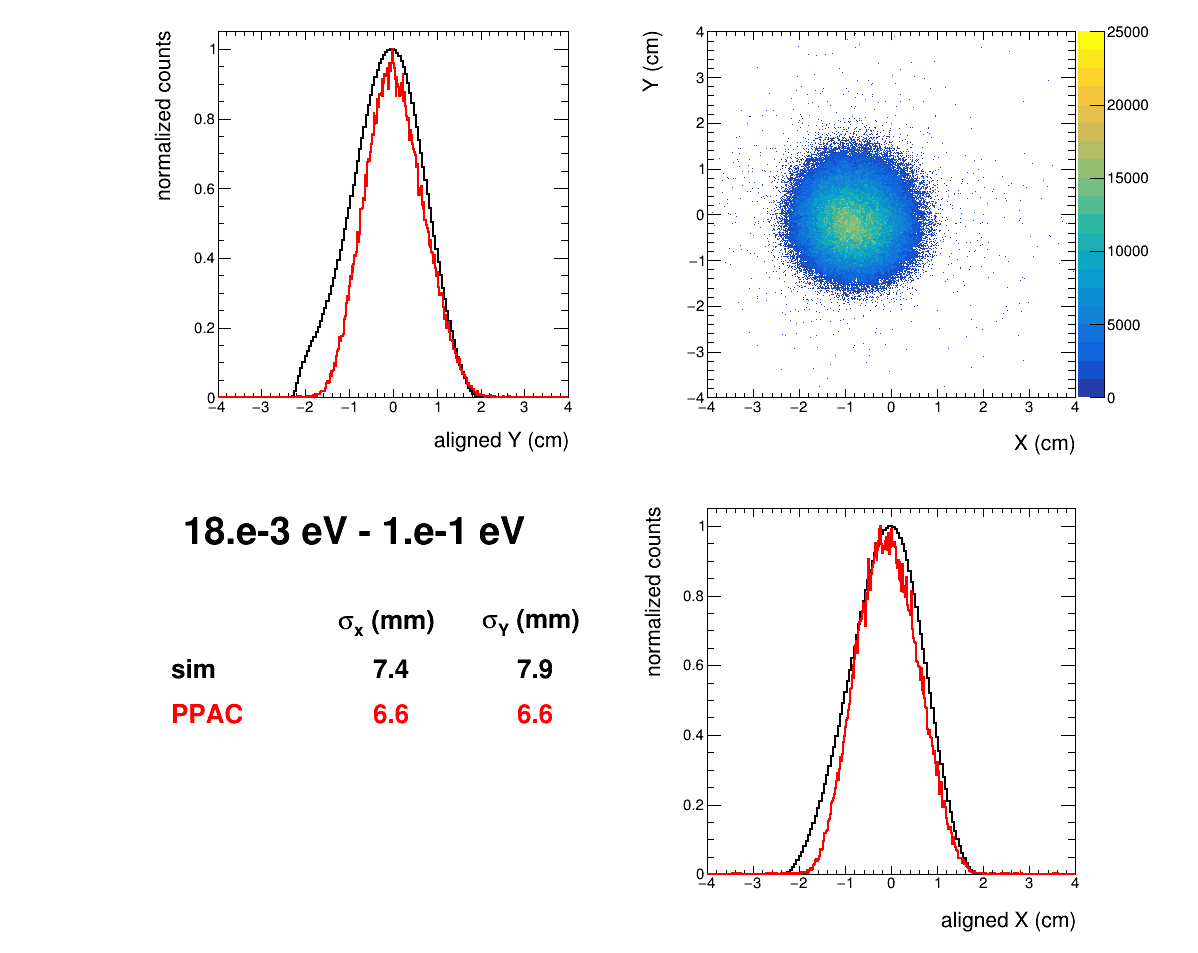 normalized counts
1
0.8
0.6
0.4
0.2
0
−4 −3 −2 −1 0 1 2 3 4
aligned Y (cm)
Y (cm)
4
3
2
1
0
−1
−2
−3
−4
−4 −3 −2 −1 0 1 2 3 4
X (cm)
25000
20000
15000
10000
5000
0
18.e-3 eV - 1.e-1 eV
σx (mm) σY (mm)
sim 7.4 7.9
PPAC 6.6 6.6
normalized counts
1
0.8
0.6
0.4
0.2
0
−4 −3 −2 −1 0 1 2 3 4
aligned X (cm)